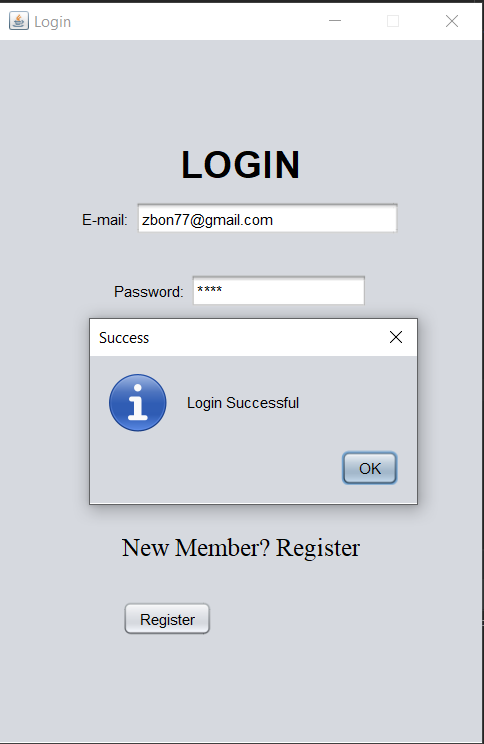 Login
LOGIN
E-mail: zbon77@gmail.com
Password: ****
Success
Login Successful
OK
New Member? Register
Register